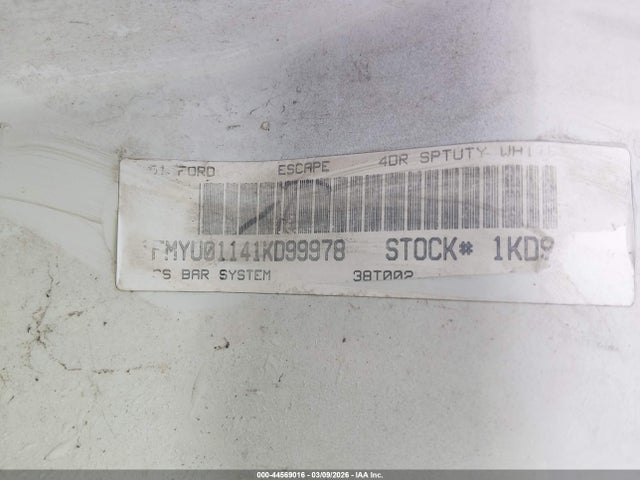 01 FORD ESCAPE 4DR SPTUTY WHI
1FMYU01141KD99978 STOCK# 1KD9
BAR SYSTEM 38T002
000-44569016 - 03/09/2026 - IAA Inc.